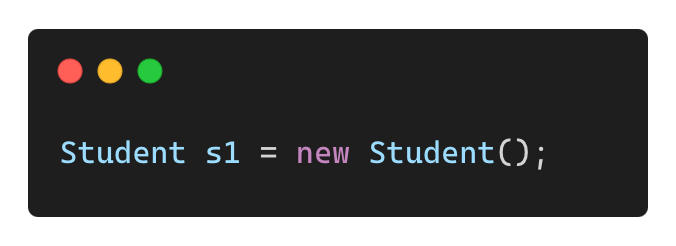 Student s1 = new Student();